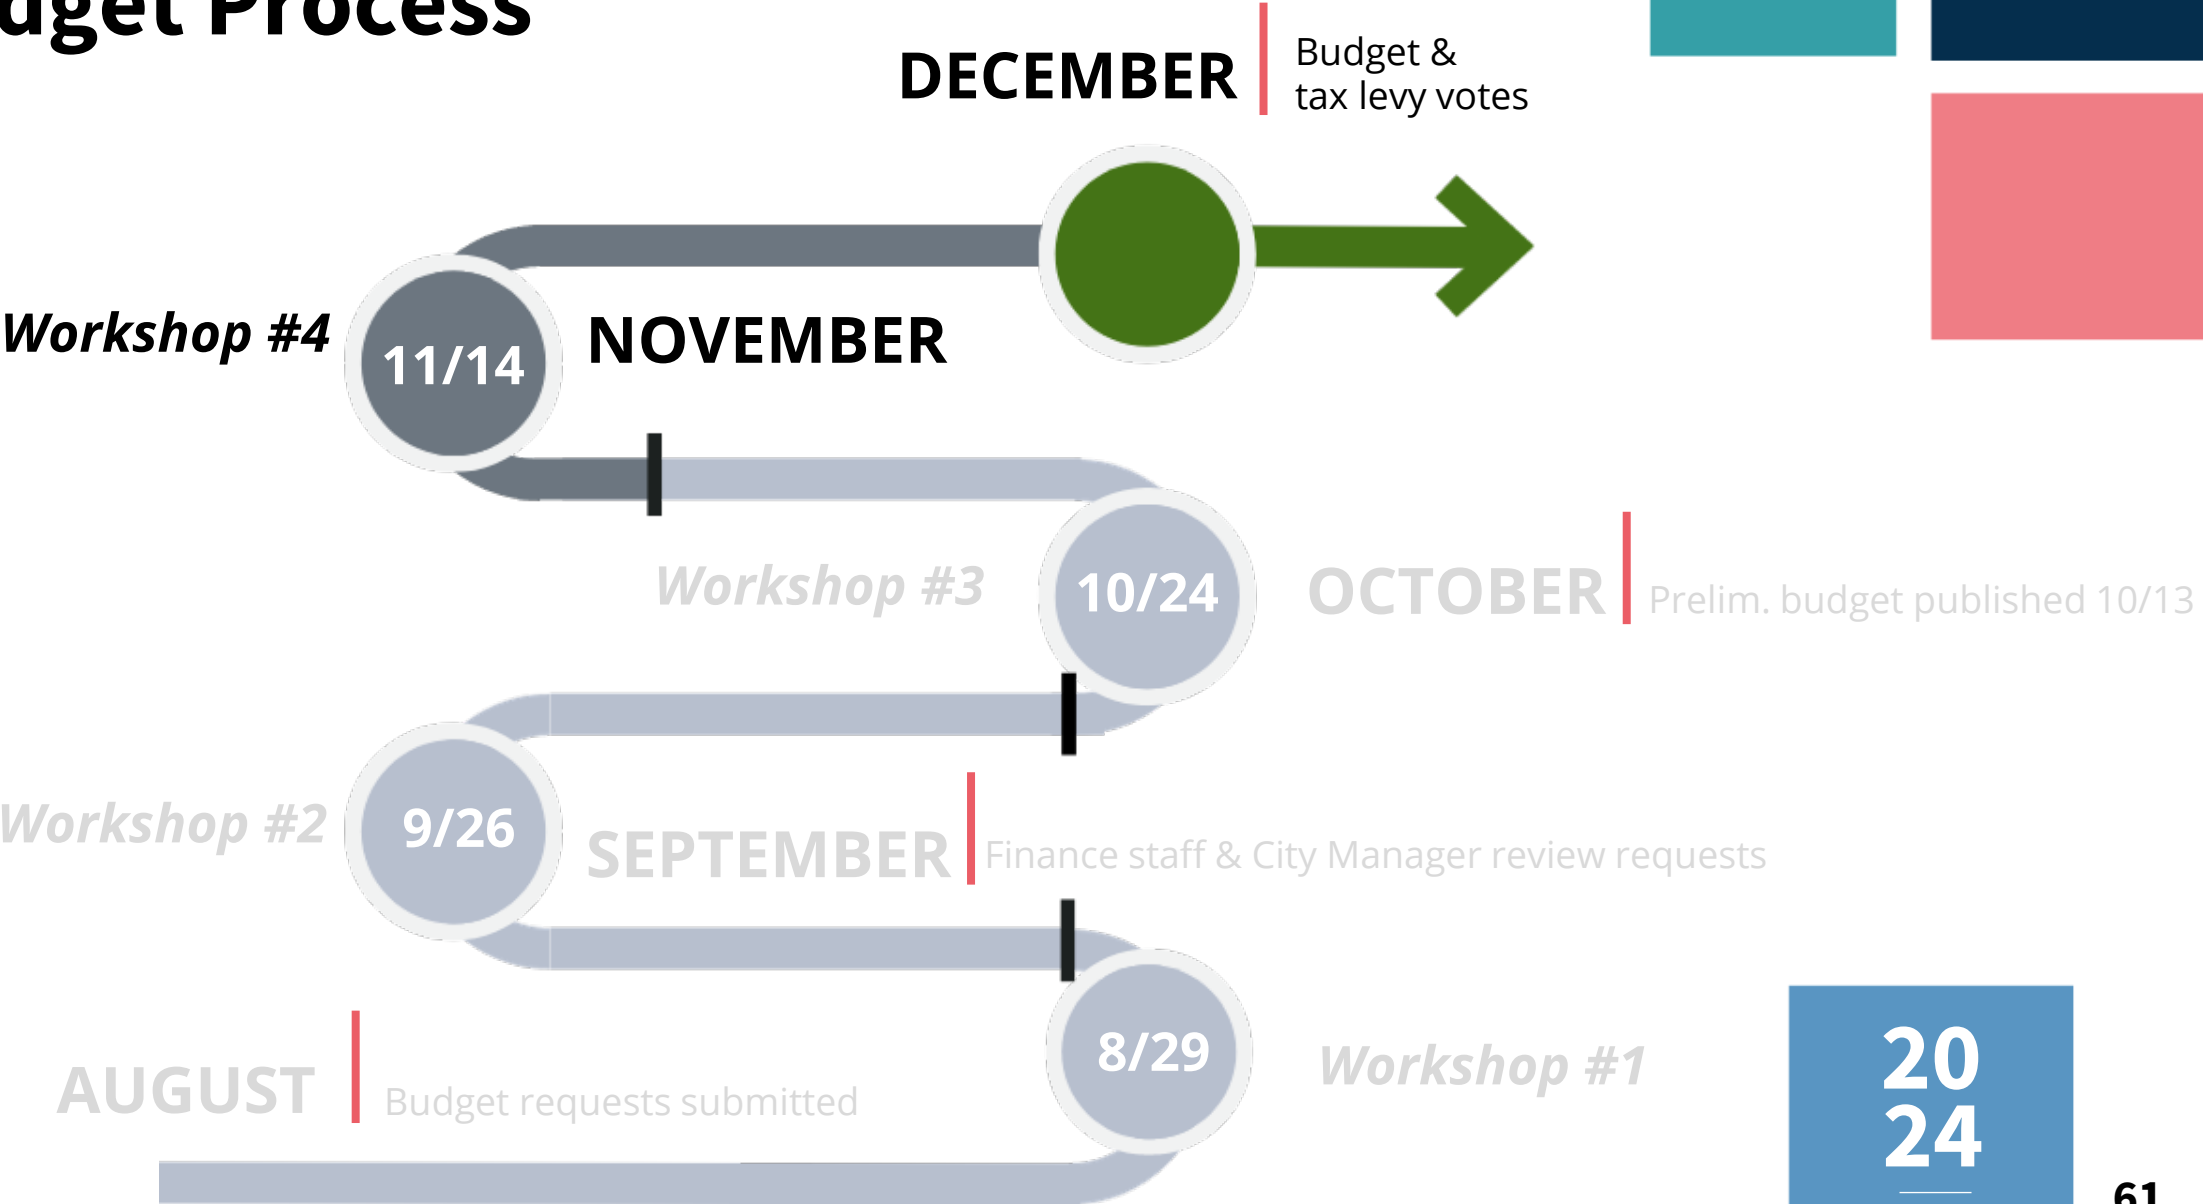 dget Process
DECEMBER
Budget &
tax levy votes
Workshop #4
11/14
NOVEMBER
Workshop #3
10/24
OCTOBER
Prelim. budget published 10/13
Workshop #2
9/26
SEPTEMBER
Finance staff & City Manager review requests
AUGUST
Budget requests submitted
8/29
Workshop #1
20
24
61